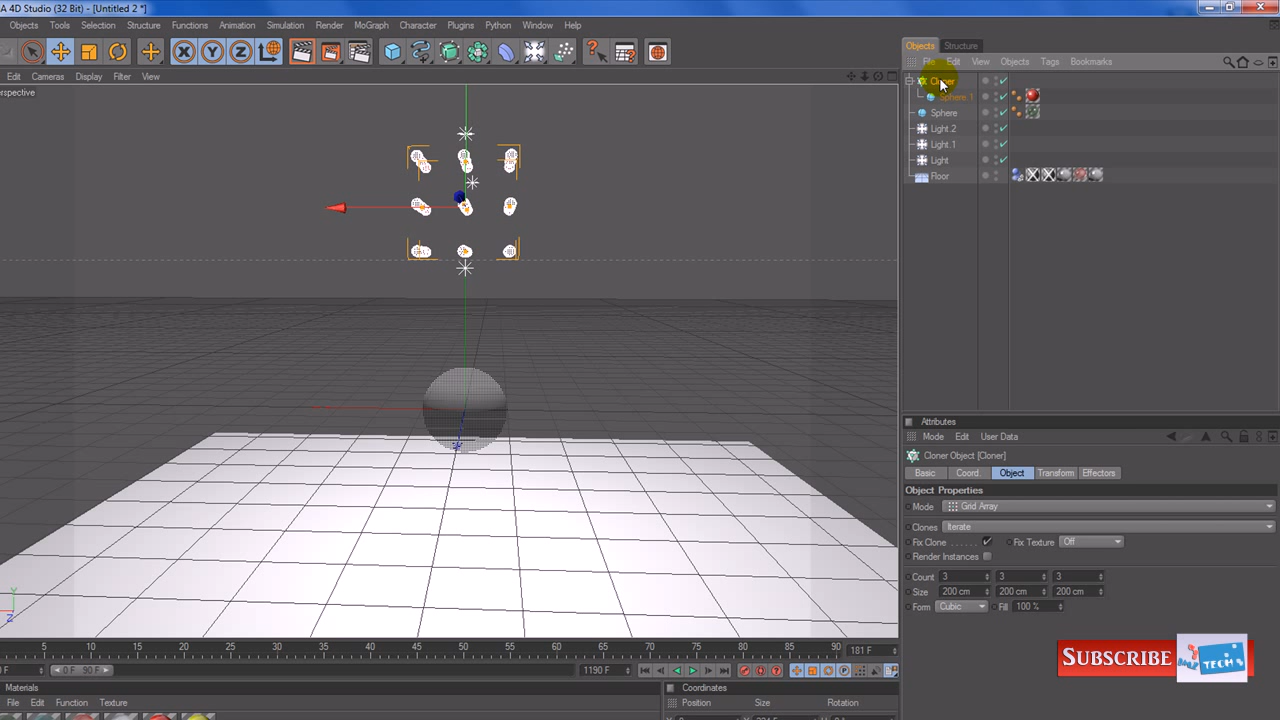 A 4D Studio (32 Bit) - [Untitled 2 *]
Objects Tools Selection Structure Functions Animation Simulation Render MoGraph Character Plugins Python Window Help
Edit Cameras Display Filter View
erspective
Objects Structure
File Edit View Objects Tags Bookmarks
Cloner
Sphere.1
Sphere
Light.2
Light.1
Light
Floor
Attributes
Mode Edit User Data
Cloner Object [Cloner]
Basic Coord. Object Transform Effectors
Object Properties
Mode Grid Array
Clones Iterate
Fix Clone Fix Texture Off
Render Instances
Count 3 3 3
Size 200 cm 200 cm 200 cm
Form Cubic Fill 100 %
Y
Z
5 10 15 20 25 30 35 40 45 50 55 60 65 70 75 80 85 90 181 F
0 F 90 F 1190 F
SUBSCRIBE
TECHS
Materials
File Edit Function Texture
Coordinates
Position Size Rotation